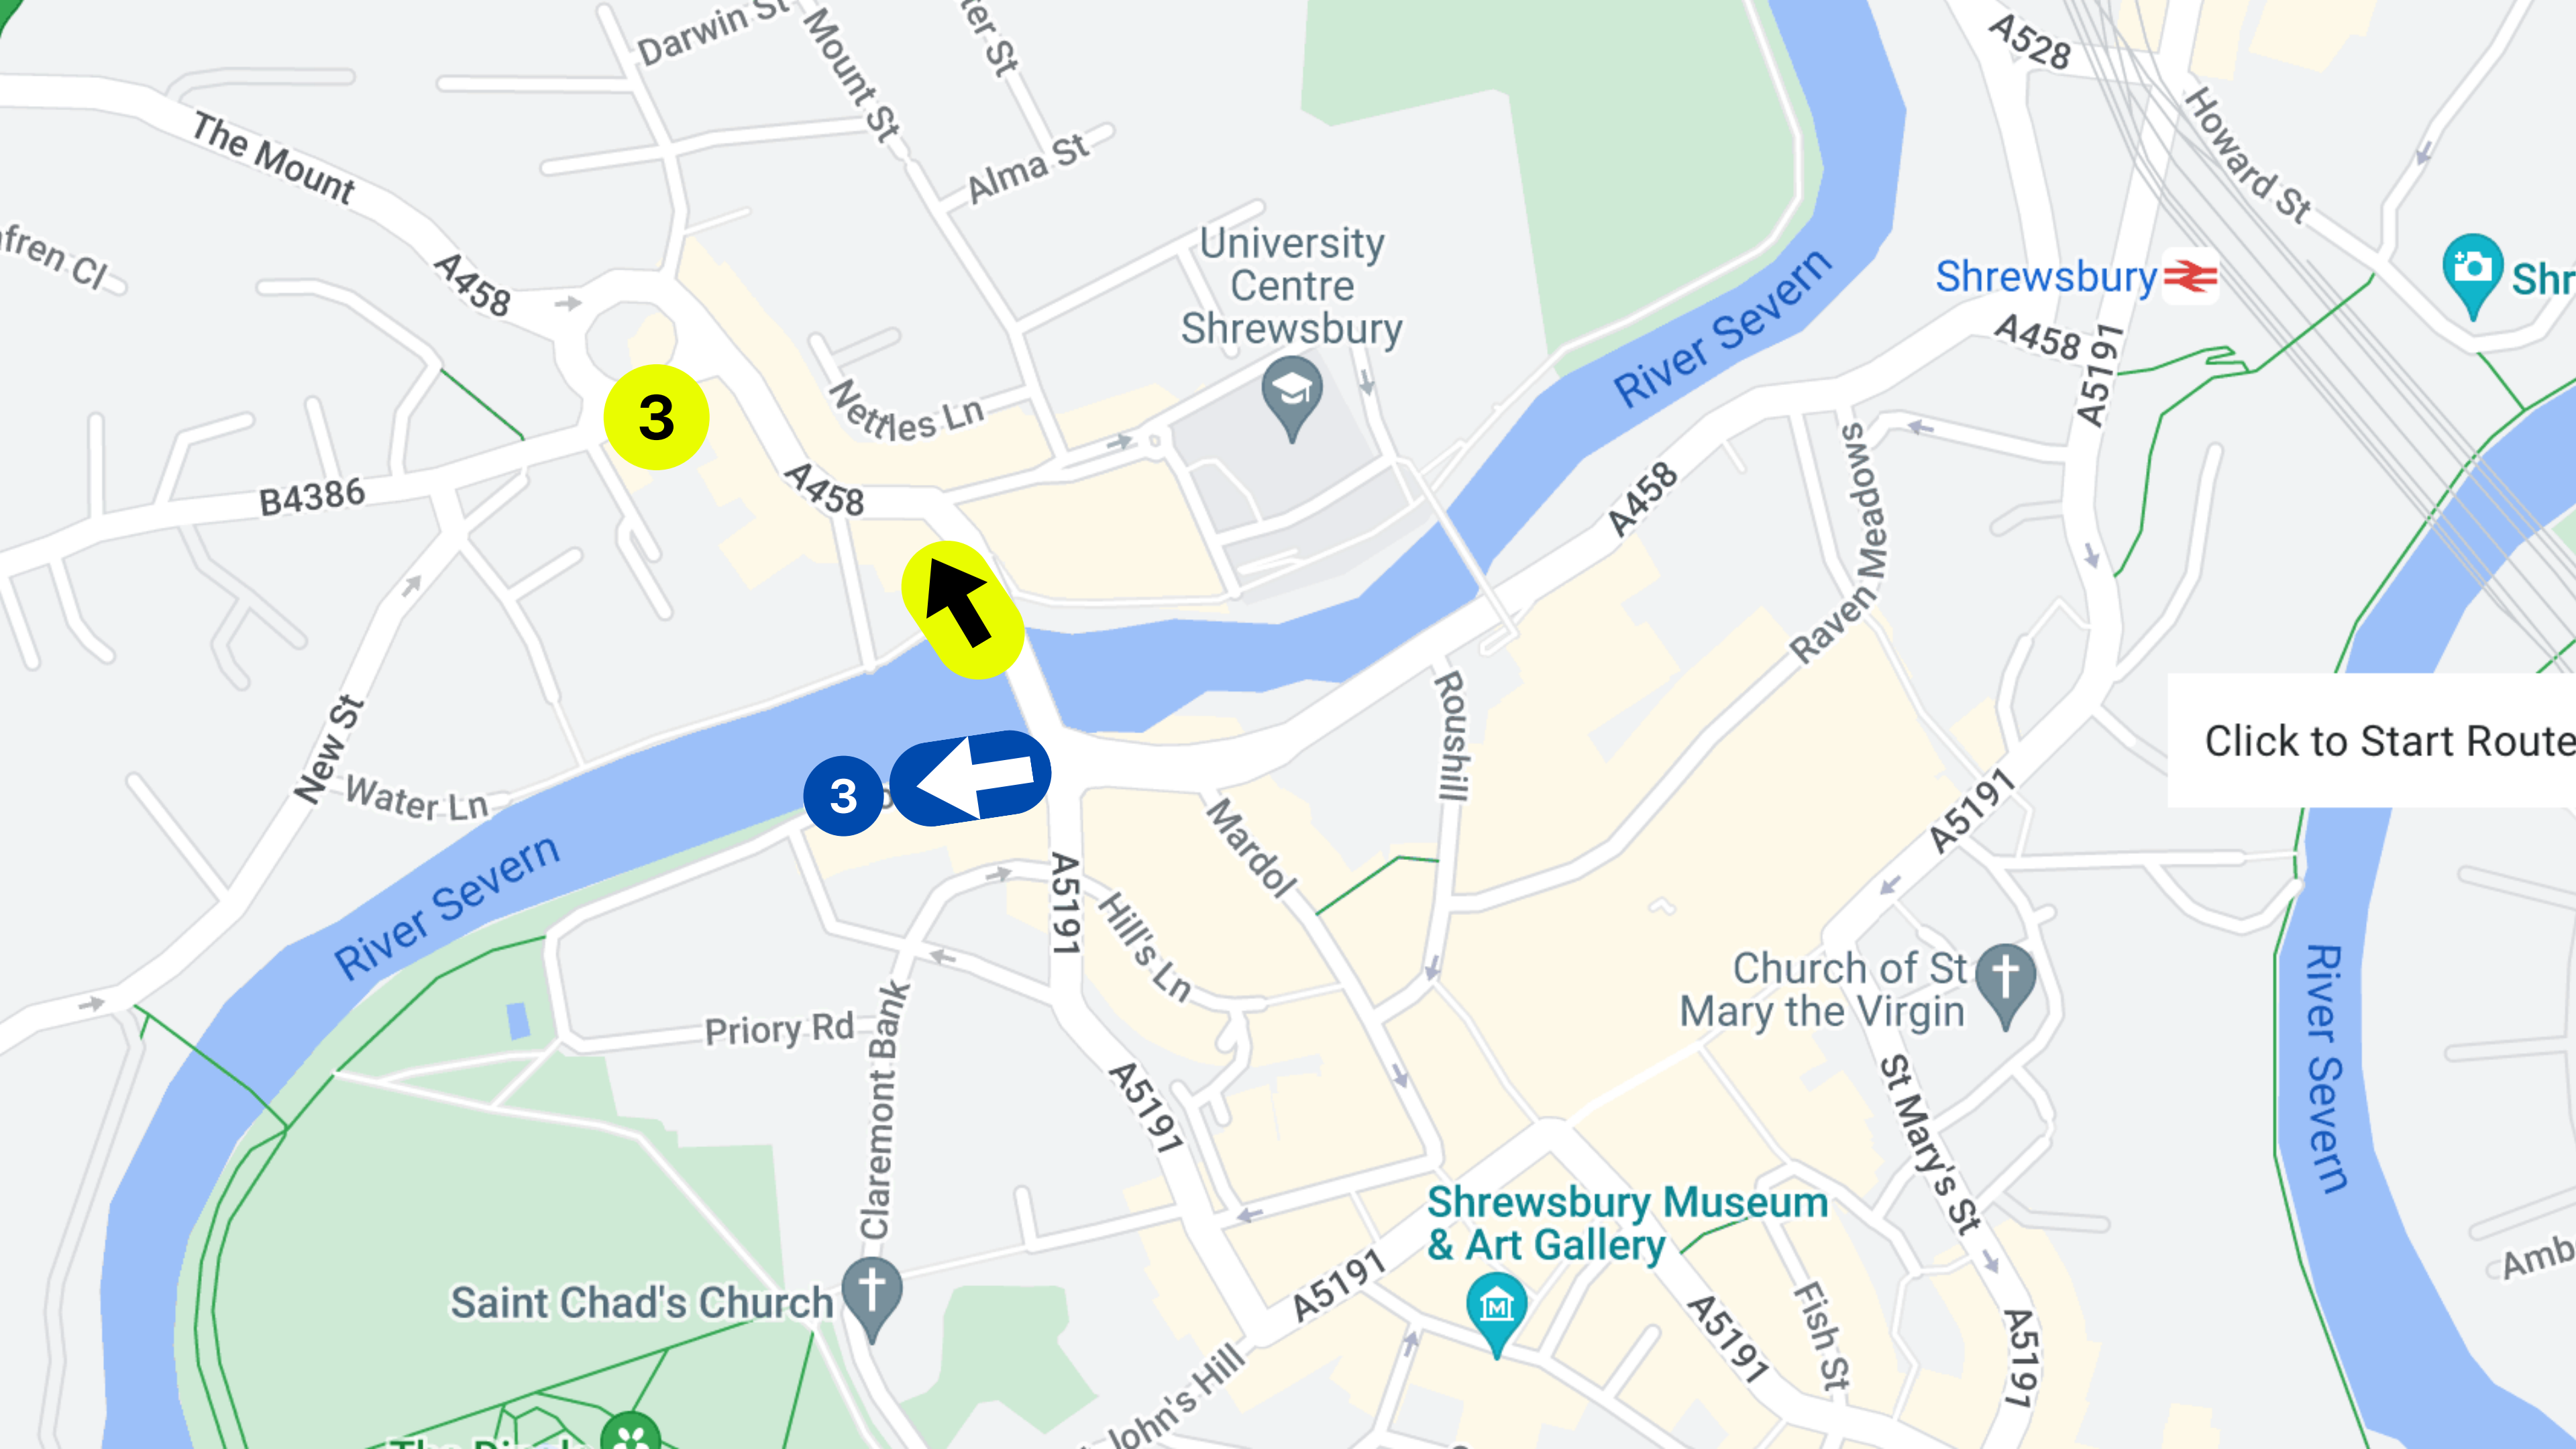 Darwin St
Mount St
ter St
A528
The Mount
Alma St
Howard St
afren Cl
A458
University
Centre
Shrewsbury
River Severn
Shrewsbury
A458
A5191
Shr
3
Nettles Ln
B4386
A458
A458
Raven Meadows
New St
Water Ln
3
Roushill
Click to Start Route
River Severn
Mardol
A5191
A5191
Hill's Ln
Church of St
Mary the Virgin
River Severn
Priory Rd
Claremont Bank
A5191
St Mary's St
Shrewsbury Museum
& Art Gallery
Saint Chad's Church
A5191
A5191
Fish St
A5191
Amb
John's Hill